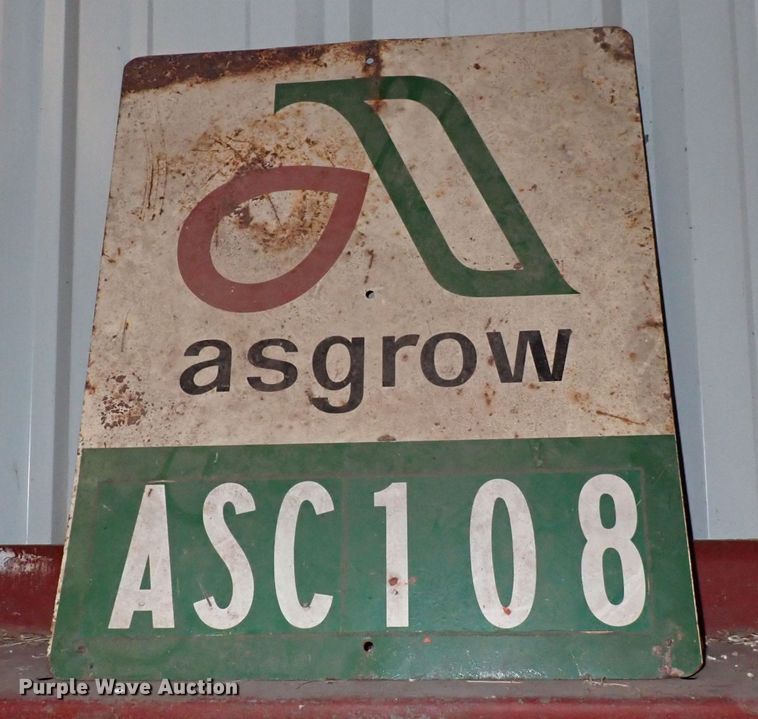 asgrow
ASC108
Purple Wave Auction